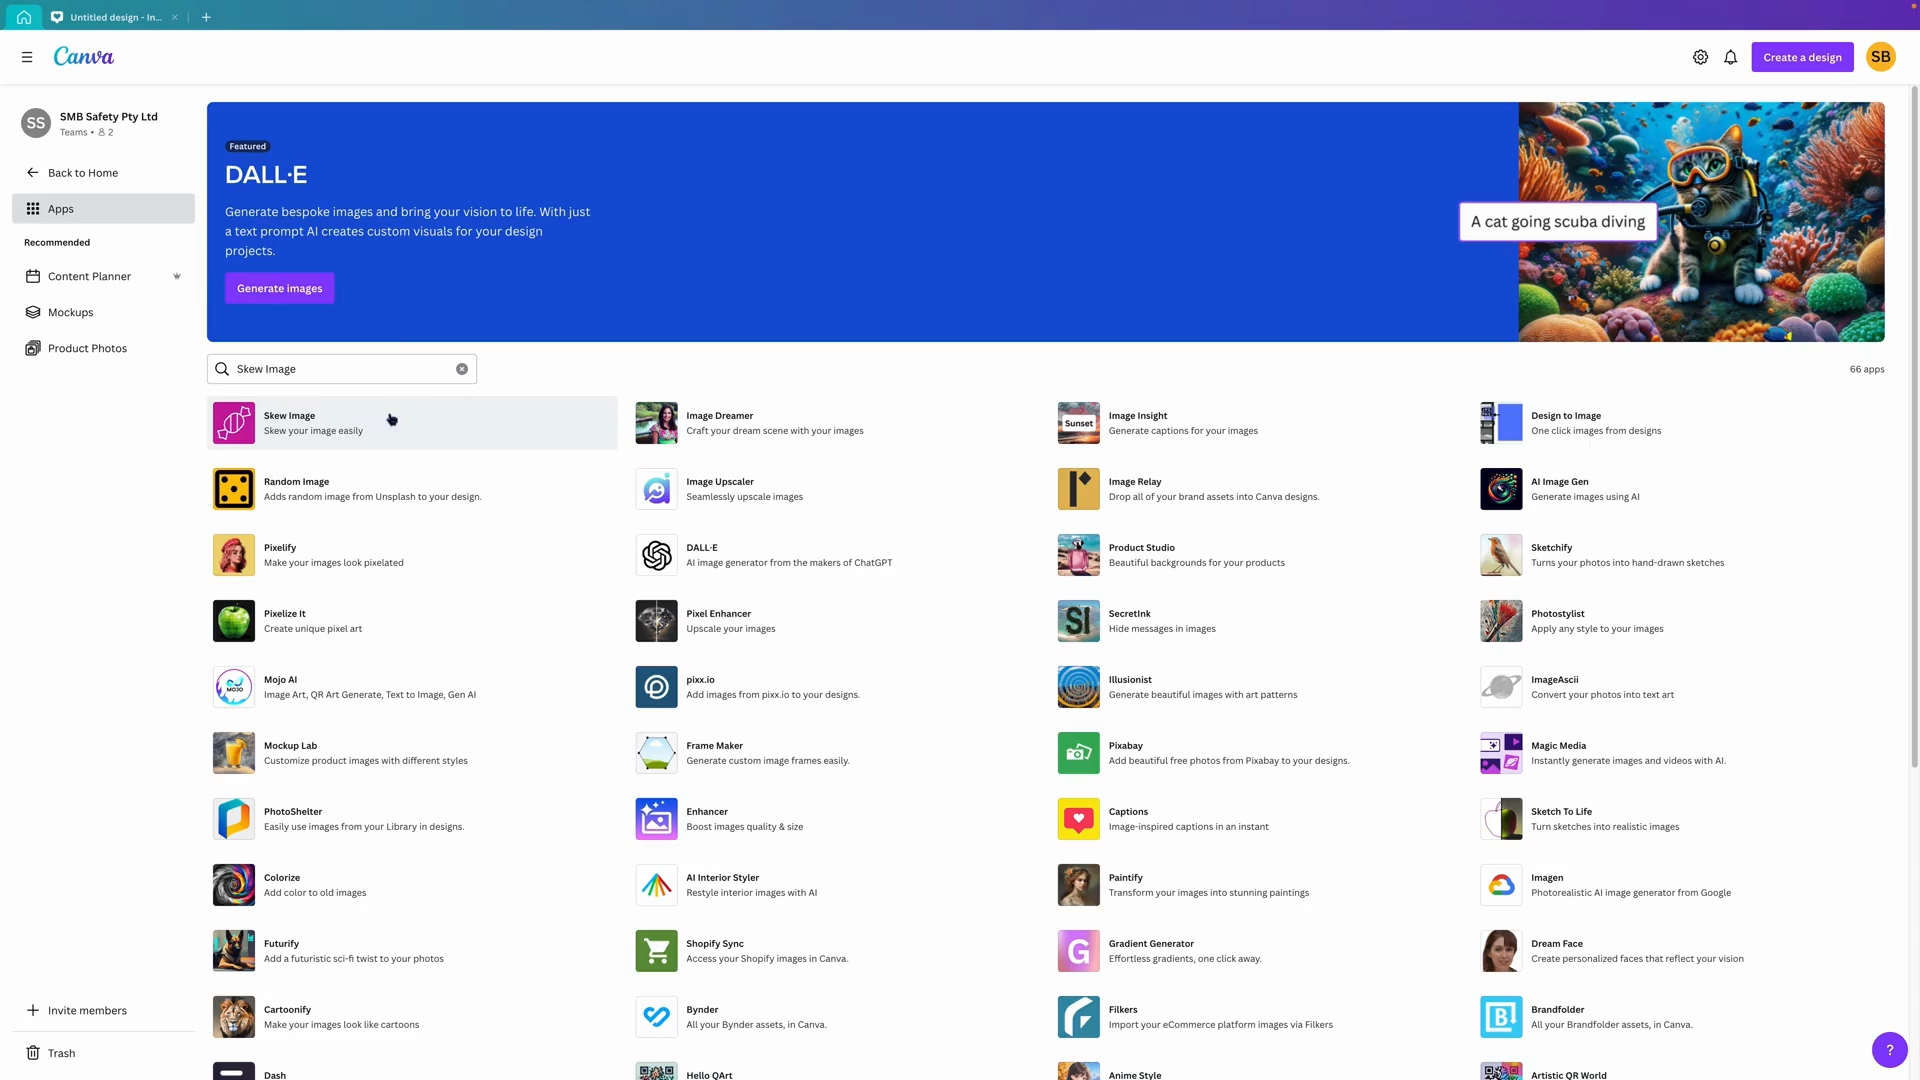 Untitled design - In...
Canva
Create a design
SB
SS
SMB Safety Pty Ltd
Teams • 2
Back to Home
Apps
Recommended
Content Planner
Mockups
Product Photos
Featured
DALL·E
Generate bespoke images and bring your vision to life. With just
a text prompt AI creates custom visuals for your design
projects.
Generate images
A cat going scuba diving
Skew Image
66 apps
Skew Image
Skew your image easily
Image Dreamer
Craft your dream scene with your images
Sunset
Image Insight
Generate captions for your images
Design to Image
One click images from designs
Random Image
Adds random image from Unsplash to your design.
Image Upscaler
Seamlessly upscale images
Image Relay
Drop all of your brand assets into Canva designs.
AI Image Gen
Generate images using AI
Pixelify
Make your images look pixelated
DALL·E
AI image generator from the makers of ChatGPT
Product Studio
Beautiful backgrounds for your products
Sketchify
Turns your photos into hand-drawn sketches
Pixelize It
Create unique pixel art
Pixel Enhancer
Upscale your images
SI
SecretInk
Hide messages in images
Photostylist
Apply any style to your images
MOJO
Mojo AI
Image Art, QR Art Generate, Text to Image, Gen AI
pixx.io
Add images from pixx.io to your designs.
Illusionist
Generate beautiful images with art patterns
ImageAscii
Convert your photos into text art
Mockup Lab
Customize product images with different styles
Frame Maker
Generate custom image frames easily.
Pixabay
Add beautiful free photos from Pixabay to your designs.
Magic Media
Instantly generate images and videos with AI.
PhotoShelter
Easily use images from your Library in designs.
Enhancer
Boost images quality & size
Captions
Image-inspired captions in an instant
Sketch To Life
Turn sketches into realistic images
Colorize
Add color to old images
AI Interior Styler
Restyle interior images with AI
Paintify
Transform your images into stunning paintings
Imagen
Photorealistic AI image generator from Google
Futurify
Add a futuristic sci-fi twist to your photos
Shopify Sync
Access your Shopify images in Canva.
G
Gradient Generator
Effortless gradients, one click away.
Dream Face
Create personalized faces that reflect your vision
Invite members
Cartoonify
Make your images look like cartoons
Bynder
All your Bynder assets, in Canva.
Filkers
Import your eCommerce platform images via Filkers
B
Brandfolder
All your Brandfolder assets, in Canva.
Trash
?
Dash
Hello QArt
Anime Style
Artistic QR World